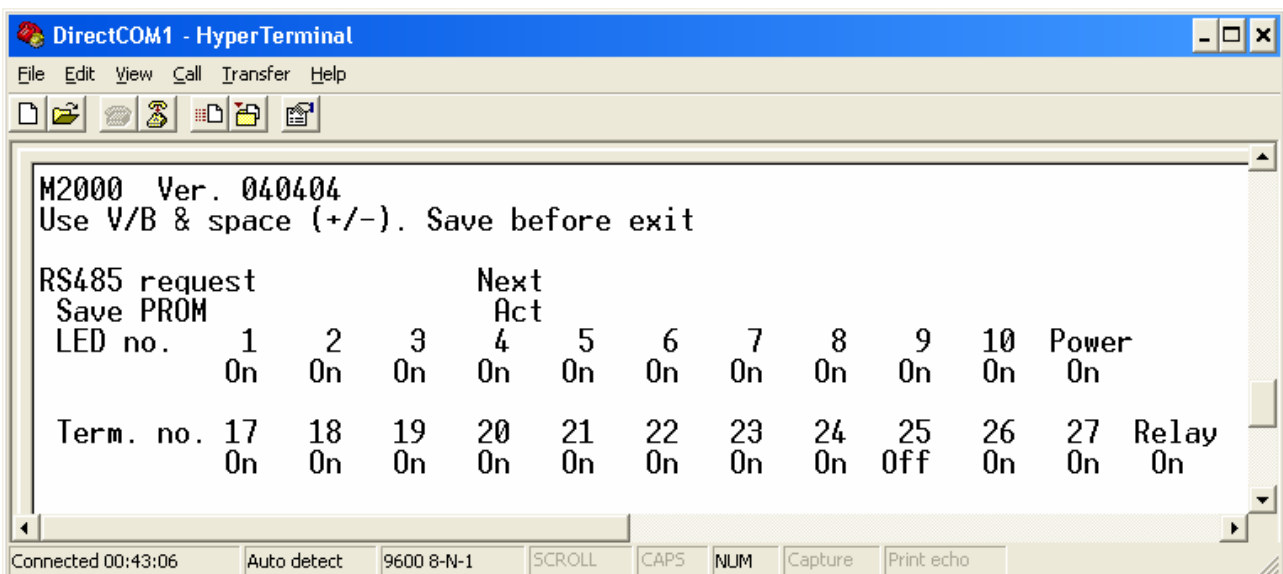 DirectCOM1 - HyperTerminal
File Edit View Call Transfer Help
M2000 Ver. 040404
Use V/B & space (+/-). Save before exit
RS485 request Next
Save PROM Act
LED no. 1 2 3 4 5 6 7 8 9 10 Power
On On On On On On On On On On On
Term. no. 17 18 19 20 21 22 23 24 25 26 27 Relay
On On On On On On On On Off On On On
Connected 00:43:06 Auto detect 9600 8-N-1 SCROLL CAPS NUM Capture Print echo